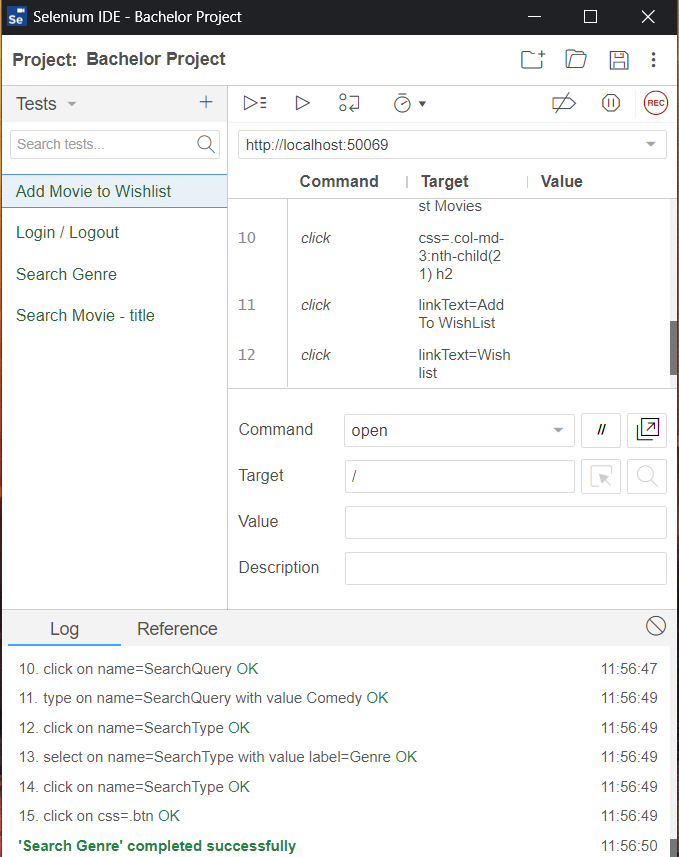 Se Selenium IDE - Bachelor Project
Project: Bachelor Project
Tests
Search tests...
Add Movie to Wishlist
Login / Logout
Search Genre
Search Movie - title
REC
http://localhost:50069
Command Target Value
st Movies
10 click css=.col-md-
3:nth-child(2
1) h2
11 click linkText=Add
To WishList
12 click linkText=Wish
list
Command open //
Target /
Value
Description
Log Reference
10. click on name=SearchQuery OK 11:56:47
11. type on name=SearchQuery with value Comedy OK 11:56:49
12. click on name=SearchType OK 11:56:49
13. select on name=SearchType with value label=Genre OK 11:56:49
14. click on name=SearchType OK 11:56:49
15. click on css=.btn OK 11:56:49
'Search Genre' completed successfully 11:56:50